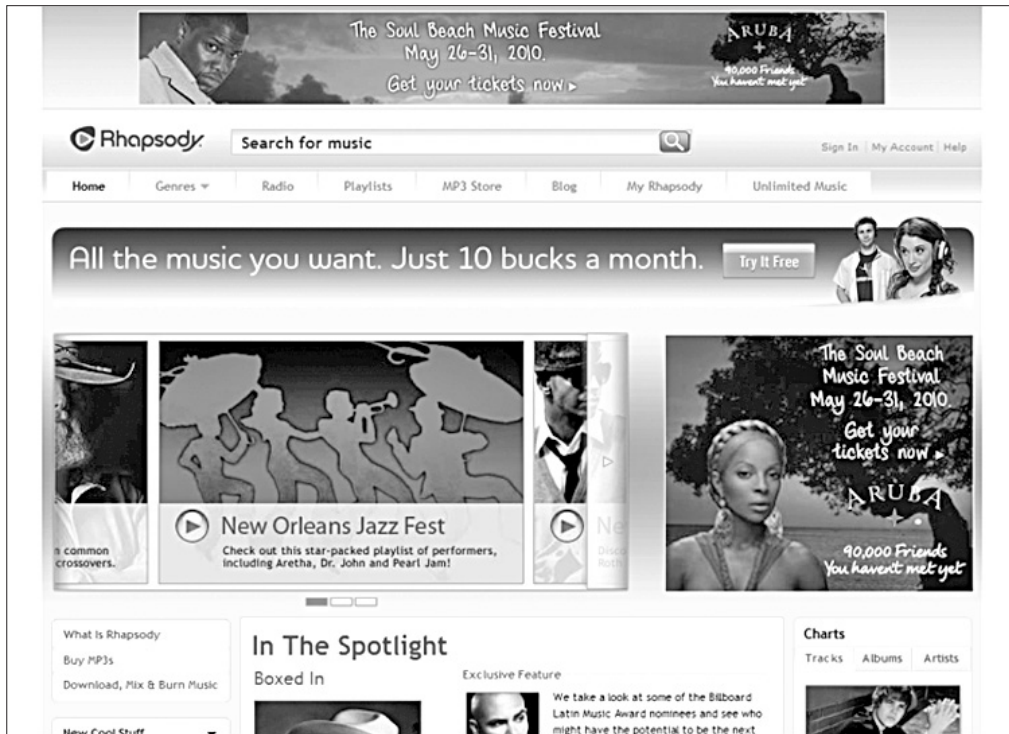 The Soul Beach Music Festival
May 26-31, 2010.
Get your tickets now
ARUBA
90,000 Friends
You haven't met yet
Rhapsody
Search for music
Sign In | My Account | Help
Home
Genres
Radio
Playlists
MP3 Store
Blog
My Rhapsody
Unlimited Music
All the music you want. Just 10 bucks a month.
Try It Free
n common
crossovers.
New Orleans Jazz Fest
Check out this star-packed playlist of performers,
including Aretha, Dr. John and Pearl Jam!
Ne
Disco
Roth
The Soul Beach
Music Festival
May 26-31, 2010.
Get your
tickets now
ARUBA
90,000 Friends
You haven't met yet
What Is Rhapsody
Buy MP3s
Download, Mix & Burn Music
New Cool Stuff
In The Spotlight
Boxed In
Exclusive Feature
We take a look at some of the Billboard
Latin Music Award nominees and see who
might have the potential to be the next
Charts
Tracks
Albums
Artists